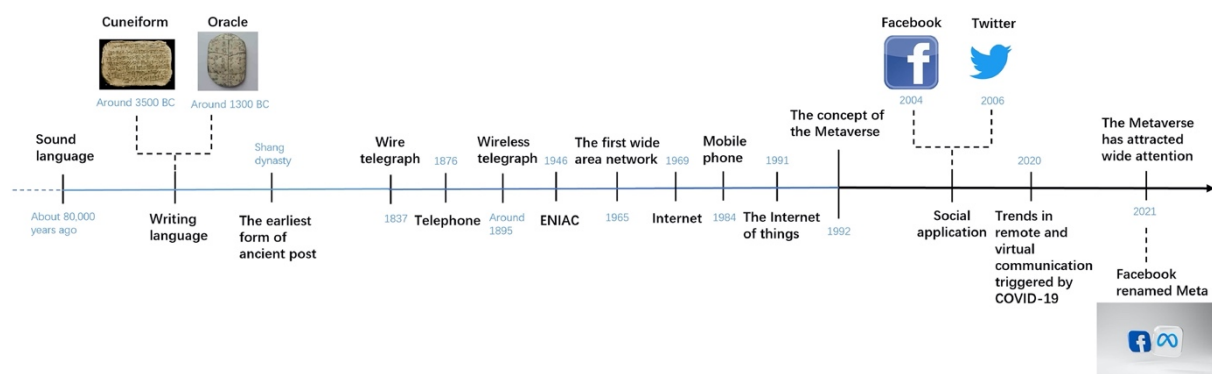 Cuneiform
Around 3500 BC
Oracle
Around 1300 BC
Sound
language
About 80,000
years ago
Writing
language
Shang
dynasty
The earliest
form of
ancient post
Wire
telegraph
1837
1876
Telephone
Wireless
telegraph
Around
1895
1946
ENIAC
The first wide
area network
1965
1969
Internet
Mobile
phone
1984
1991
The Internet
of things
The concept of
the Metaverse
1992
Facebook
f
2004
Twitter
2006
Social
application
2020
Trends in
remote and
virtual
communication
triggered by
COVID-19
The Metaverse
has attracted
wide attention
2021
Facebook
renamed Meta
f